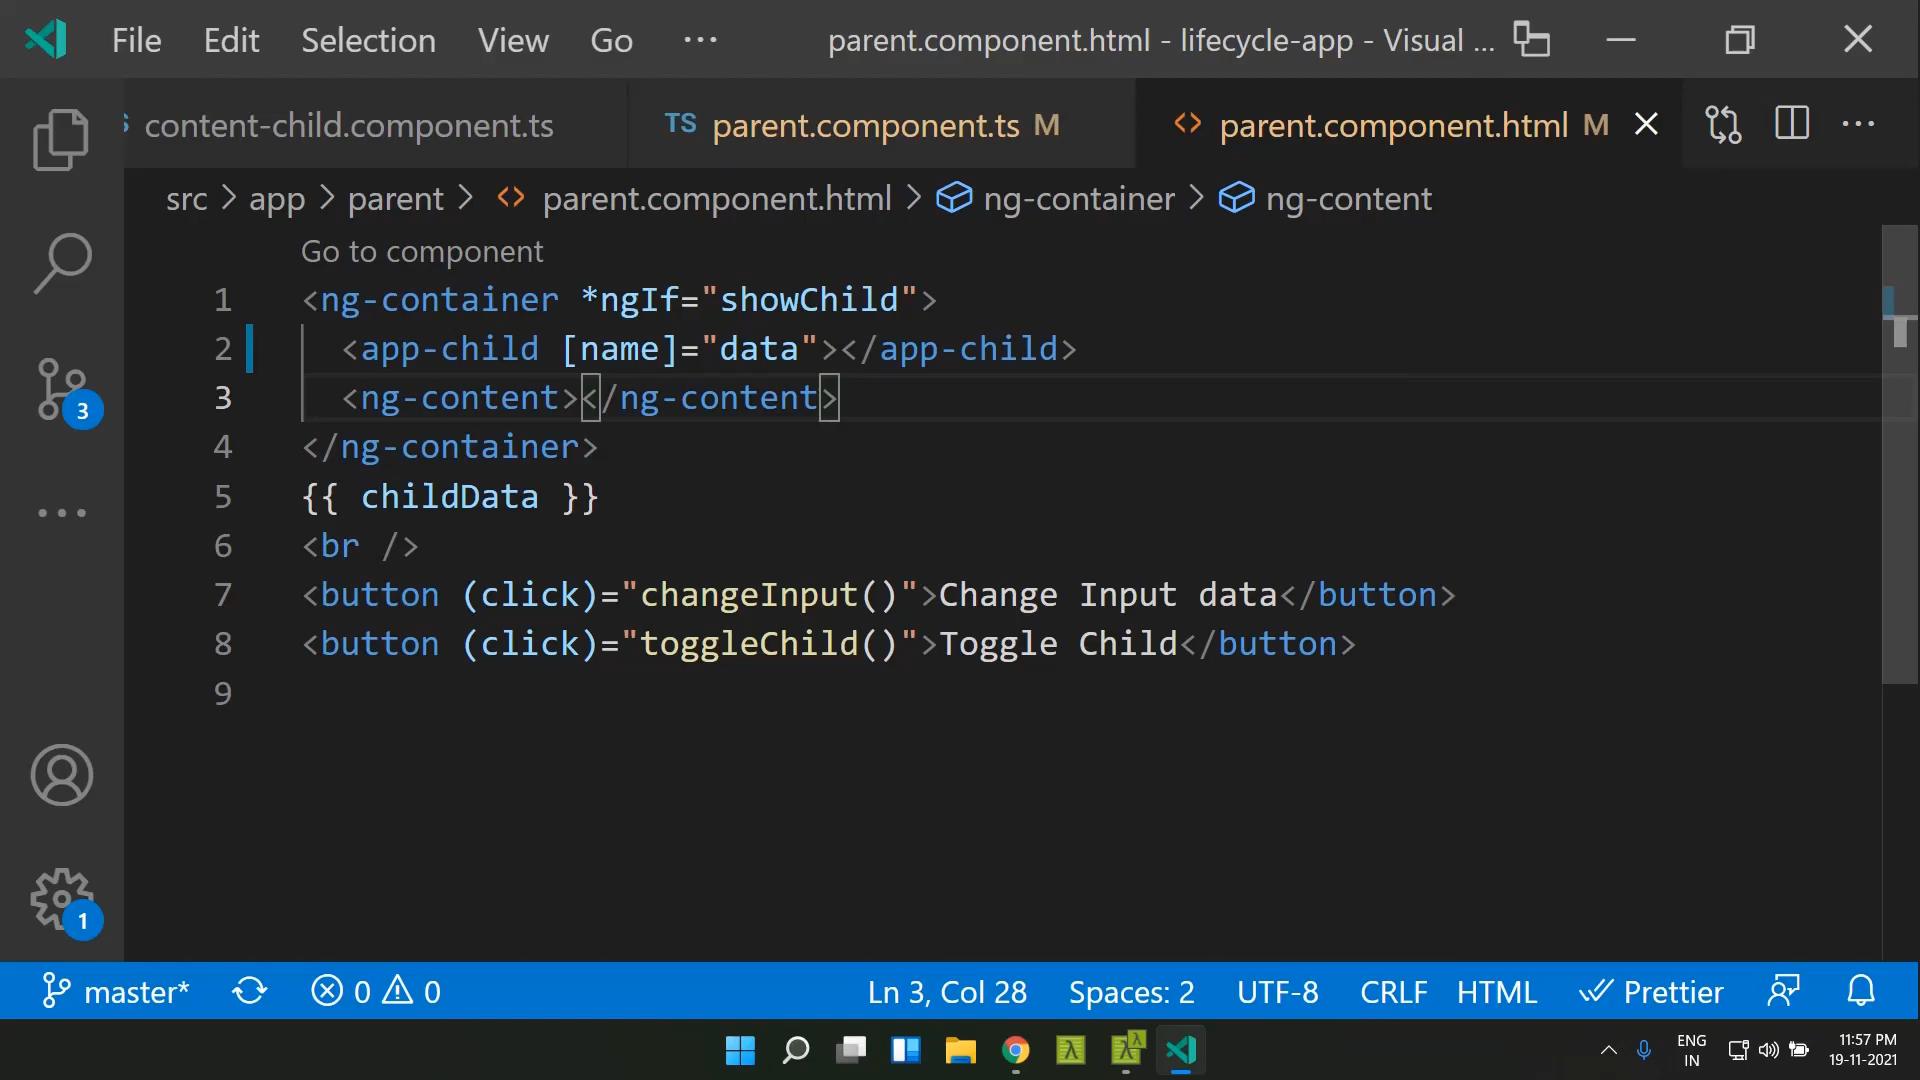 File Edit Selection View Go ··· parent.component.html - lifecycle-app - Visual ...
content-child.component.ts TS parent.component.ts M <> parent.component.html M
src > app > parent > <> parent.component.html > ng-container > ng-content
Go to component
1 <ng-container *ngIf="showChild">
2 <app-child [name]="data"></app-child>
3 <ng-content></ng-content>
4 </ng-container>
5 {{ childData }}
6 <br />
7 <button (click)="changeInput()">Change Input data</button>
8 <button (click)="toggleChild()">Toggle Child</button>
9
3
1
master* 0 0 Ln 3, Col 28 Spaces: 2 UTF-8 CRLF HTML Prettier
ENG
IN
11:57 PM
19-11-2021